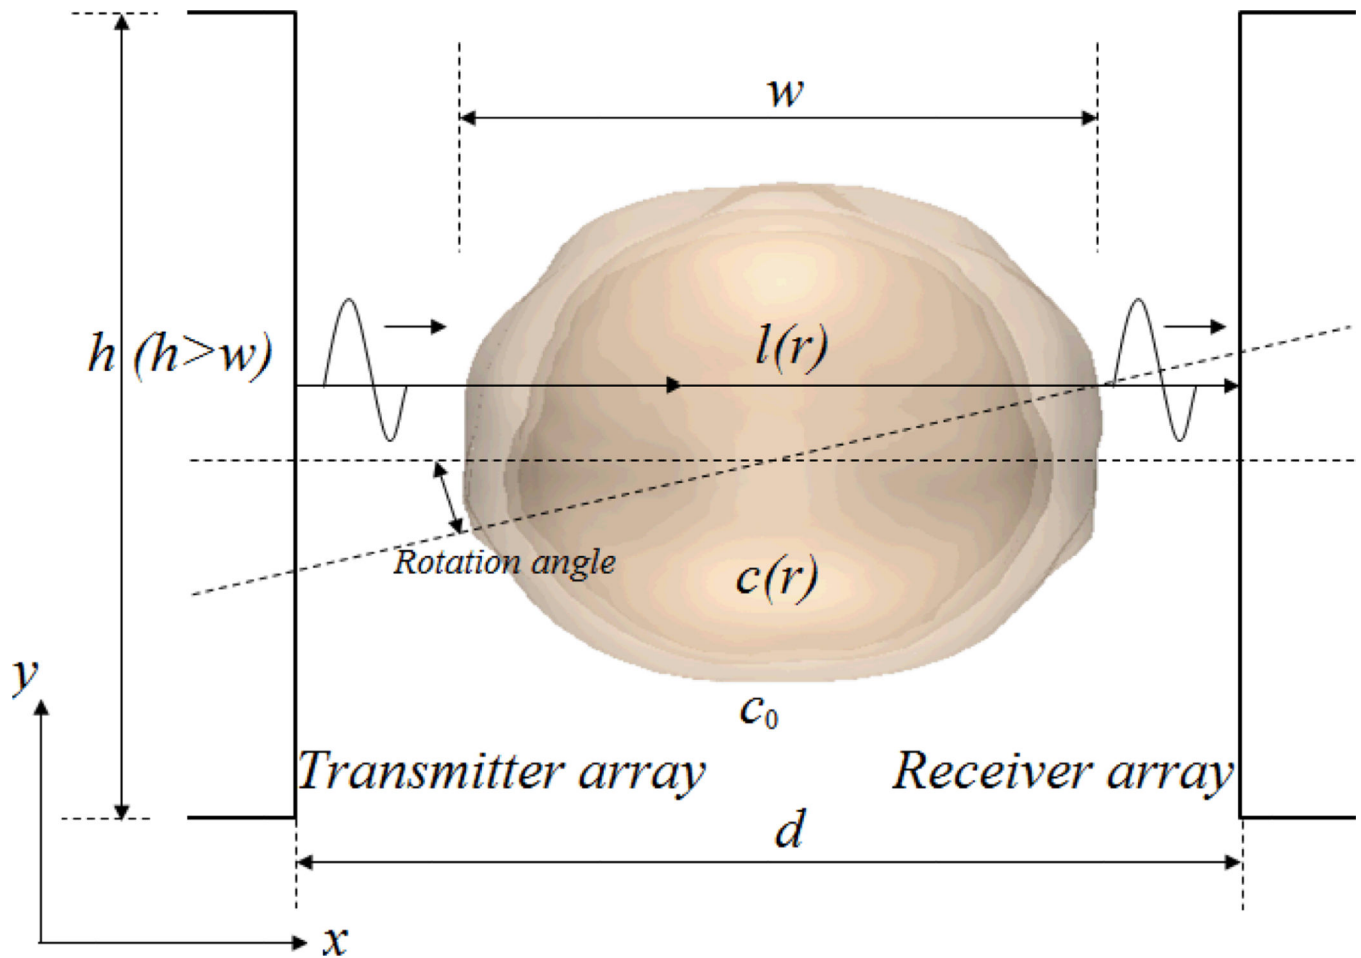 w
h (h>w)
l(r)
Rotation angle
c(r)
y
c₀
Transmitter array
Receiver array
d
x